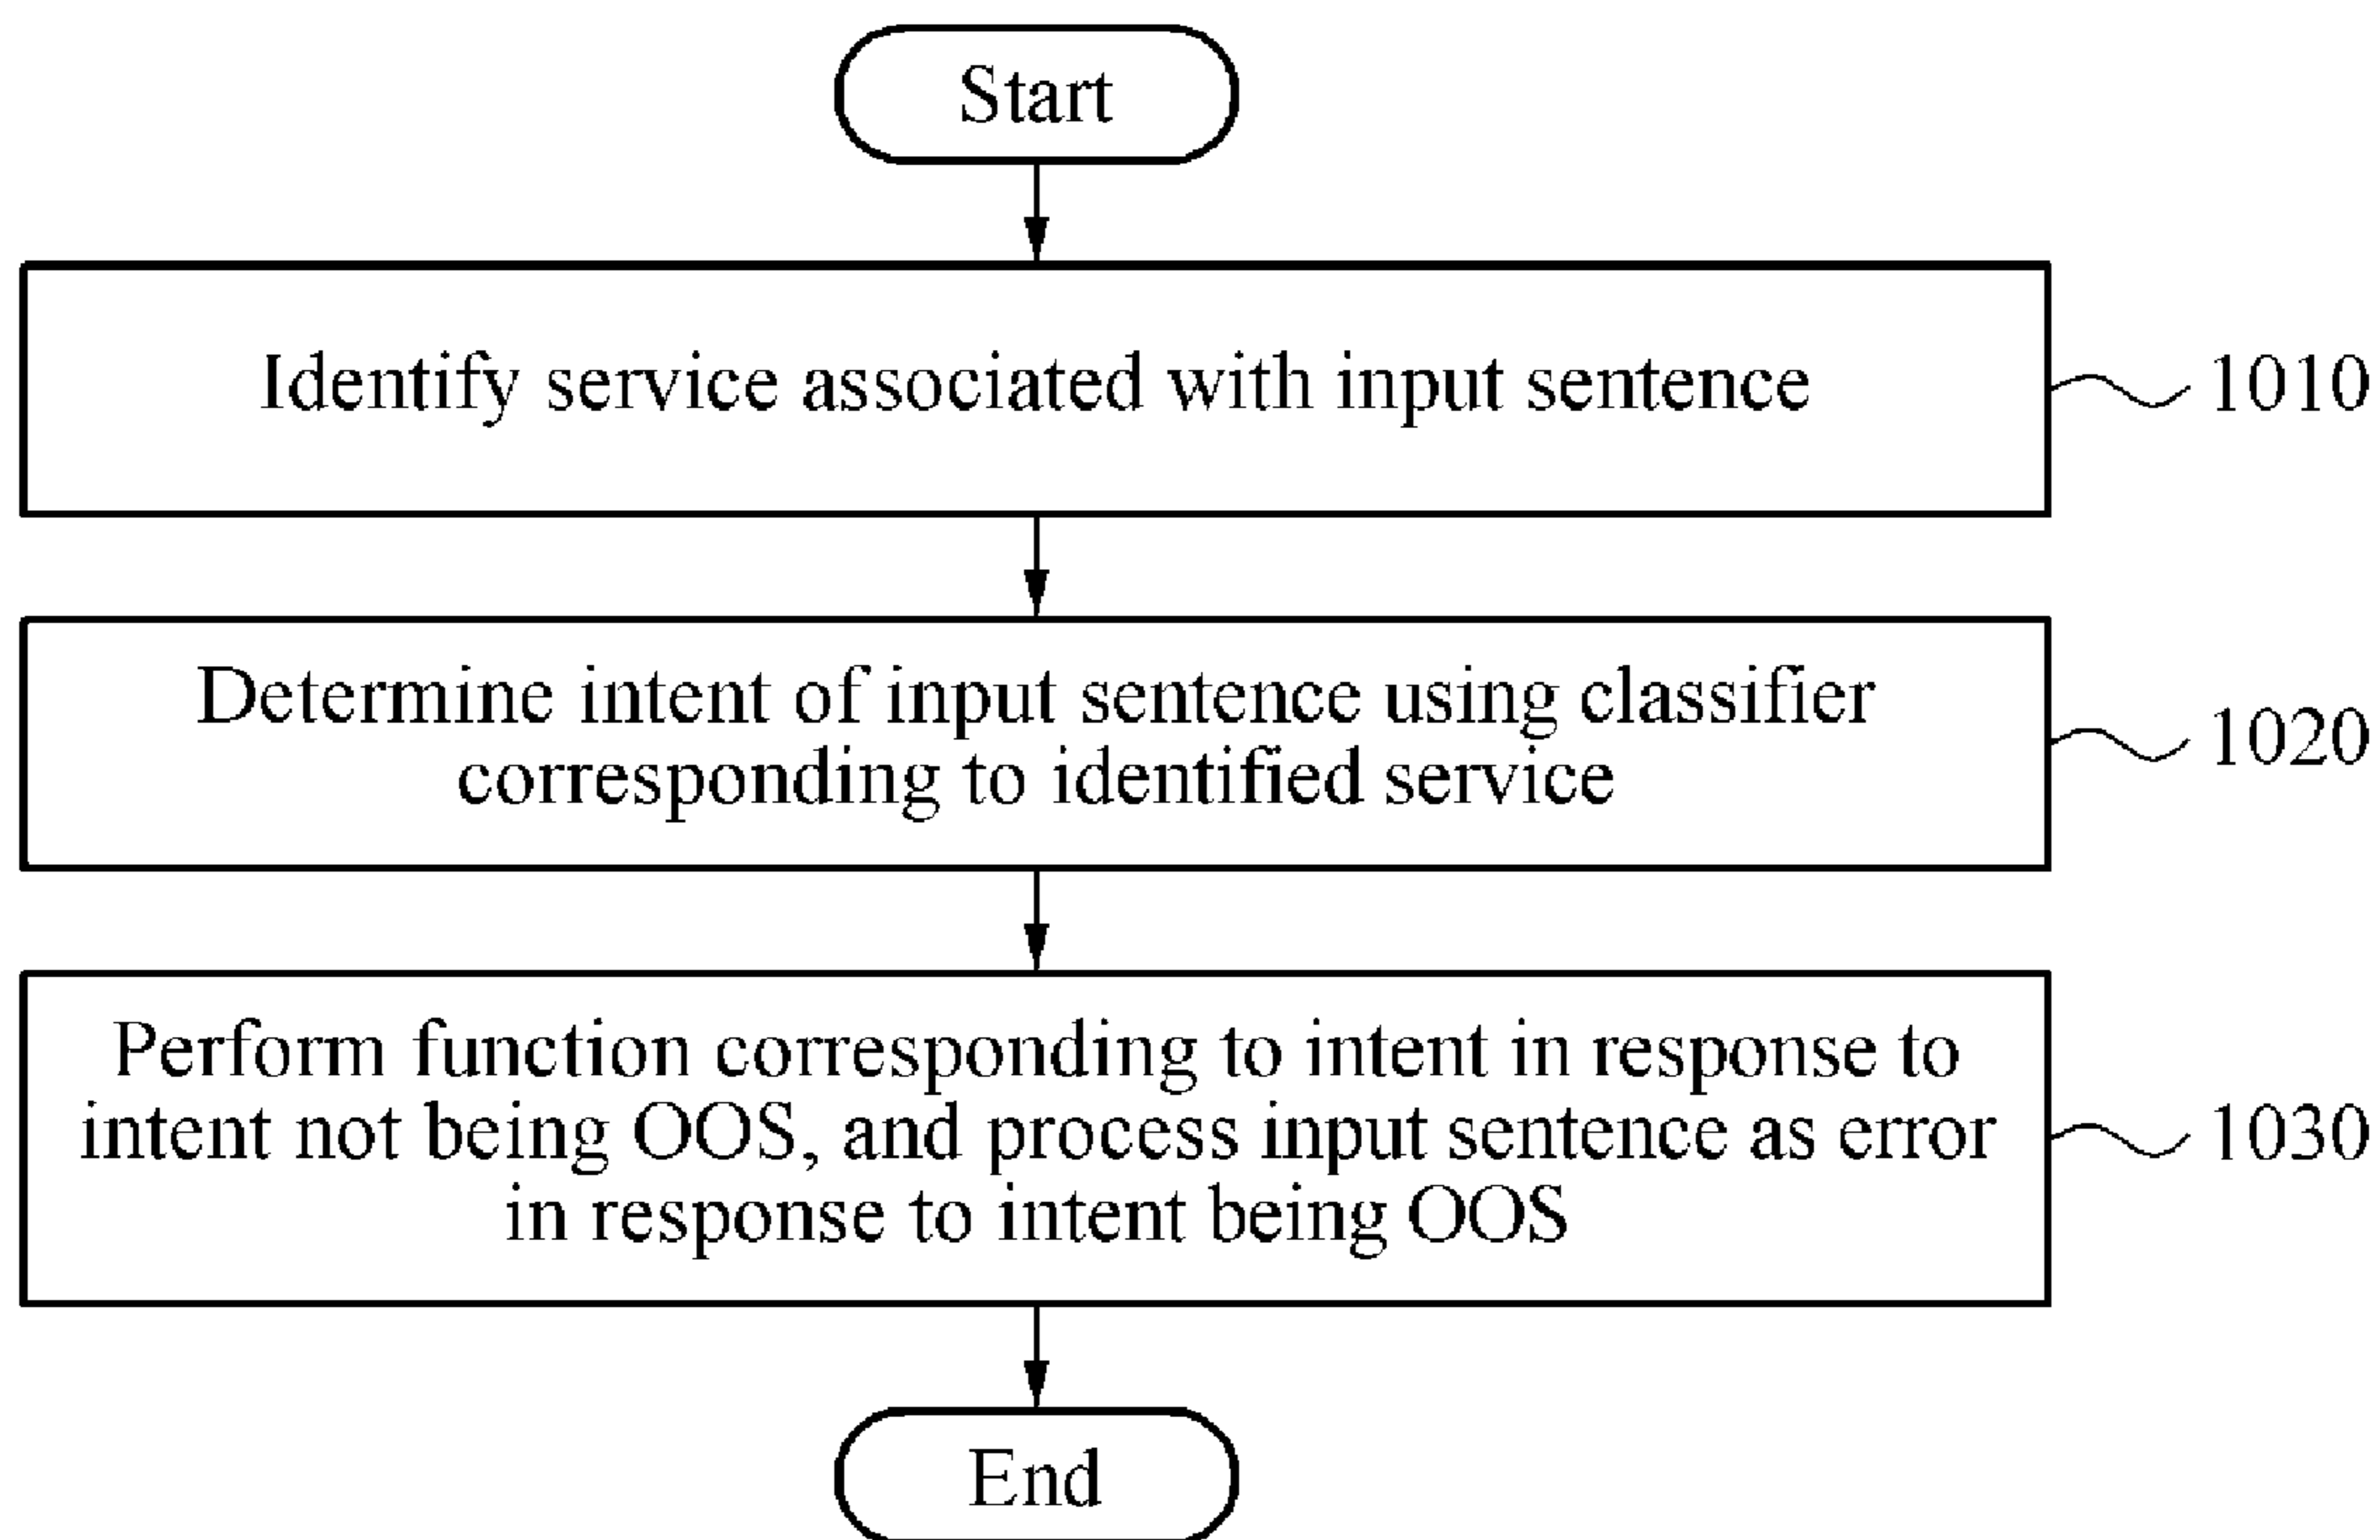 Start
Identify service associated with input sentence
1010
Determine intent of input sentence using classifier
corresponding to identified service
1020
Perform function corresponding to intent in response to
intent not being OOS, and process input sentence as error
in response to intent being OOS
1030
End